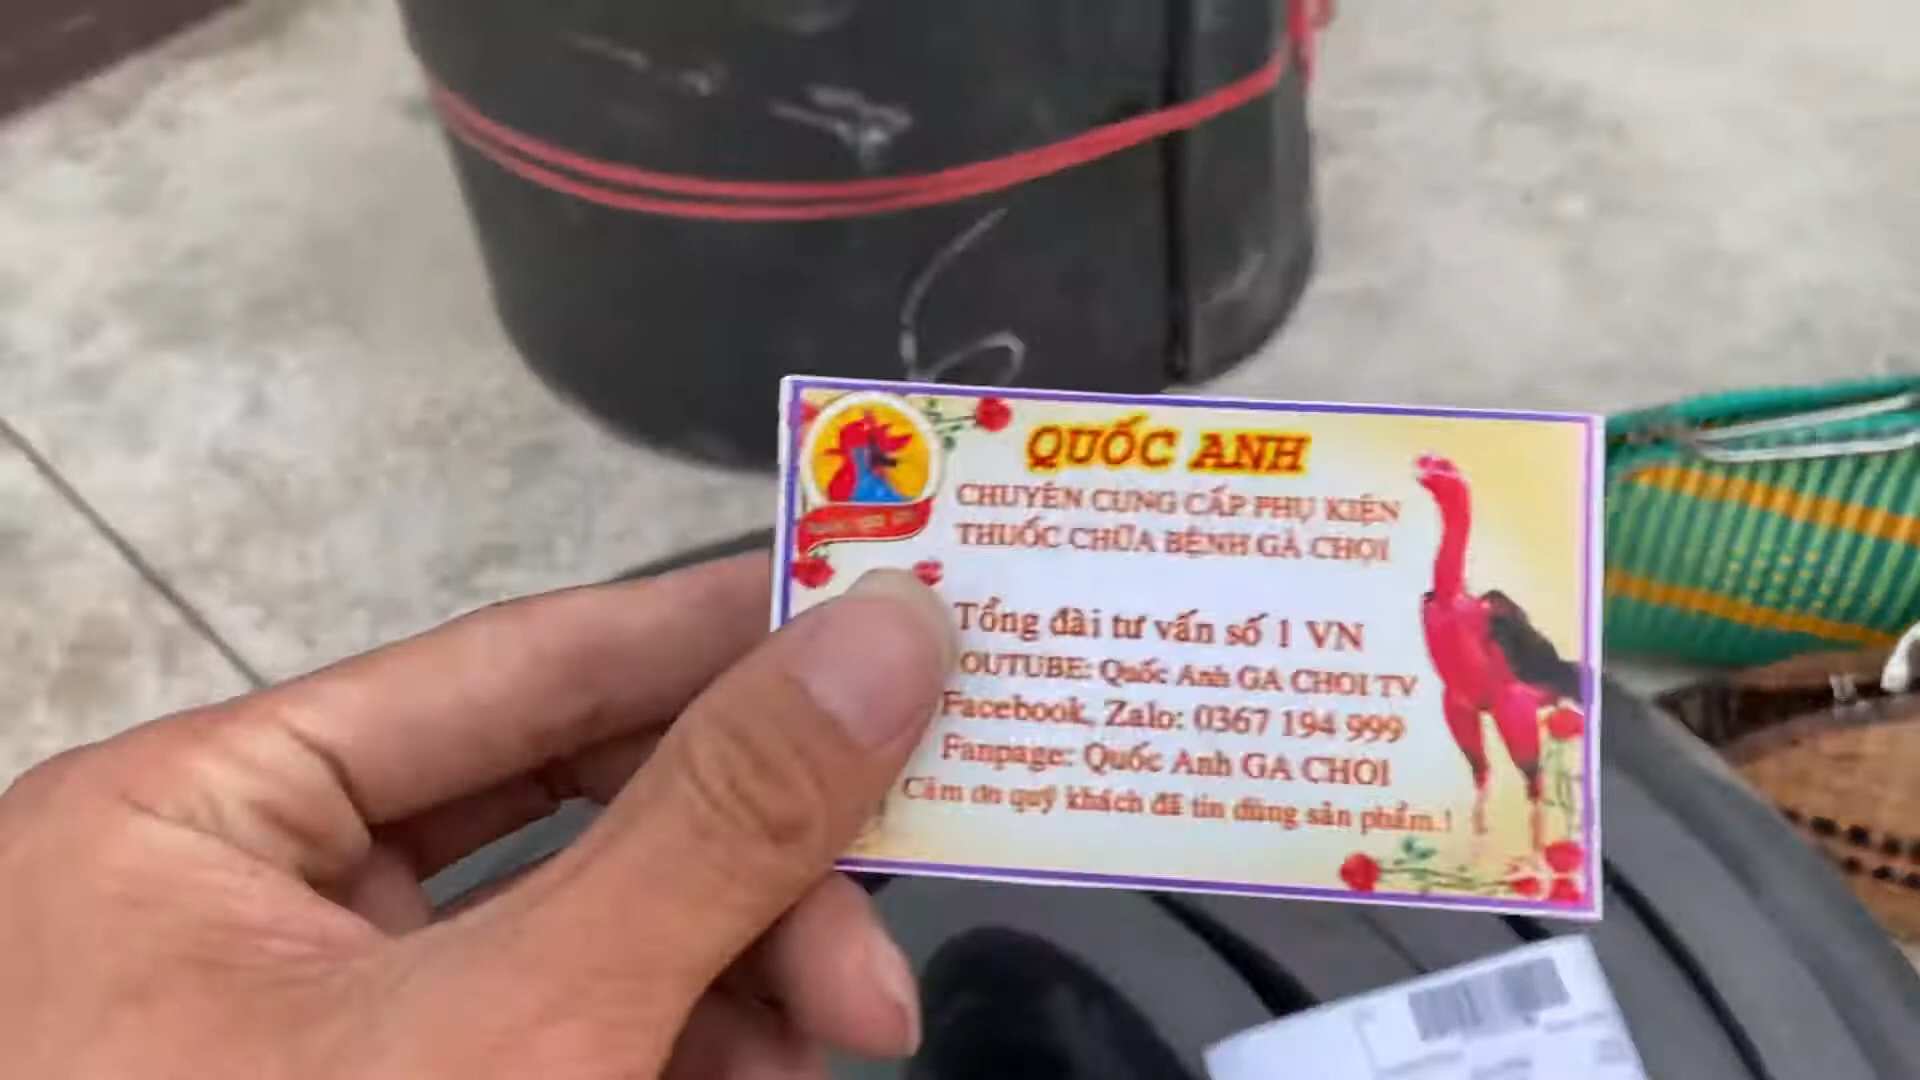 QUỐC ANH
CHUYÊN CUNG CẤP PHỤ KIỆN
THUỐC CHỮA BỆNH GÀ CHỌI
Tổng đài tư vấn số 1 VN
OUTUBE: Quốc Anh GA CHOI TV
Facebook, Zalo: 0367 194 999
Fanpage: Quốc Anh GA CHOI
Cảm ơn quý khách đã tin dùng sản phẩm.!